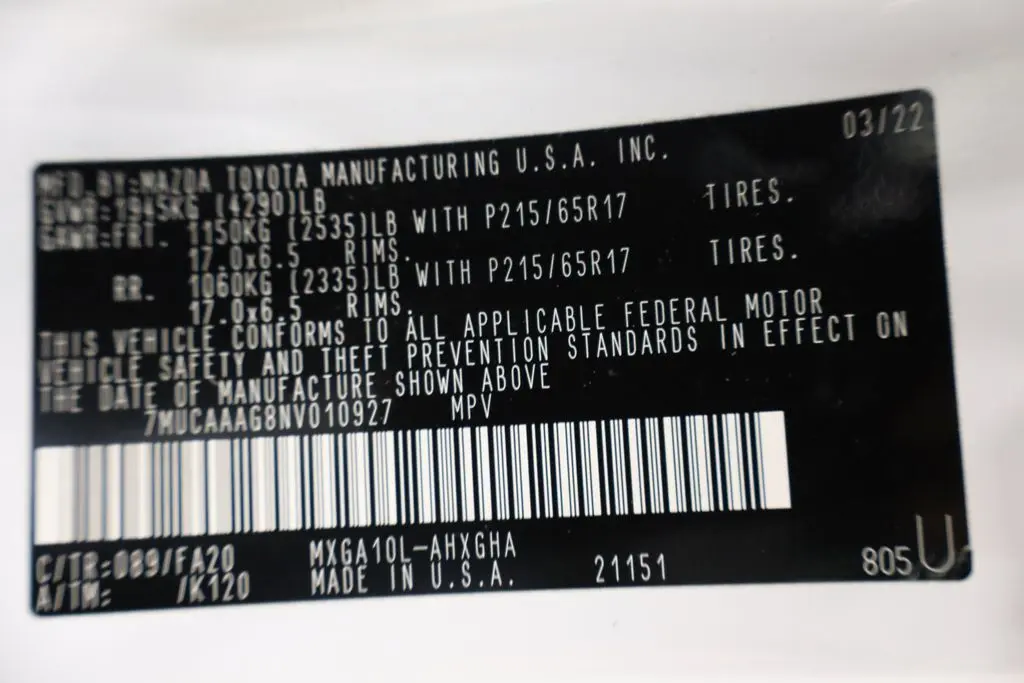 03/22
MFD.BY:MAZDA TOYOTA MANUFACTURING U.S.A. INC.
GVWR:1945KG (4290)LB
GAWR:FRT. 1150KG (2535)LB WITH P215/65R17 TIRES.
17.0x6.5 RIMS.
RR. 1060KG (2335)LB WITH P215/65R17 TIRES.
17.0x6.5 RIMS.
THIS VEHICLE CONFORMS TO ALL APPLICABLE FEDERAL MOTOR
VEHICLE SAFETY AND THEFT PREVENTION STANDARDS IN EFFECT ON
THE DATE OF MANUFACTURE SHOWN ABOVE
7MUCAAAG8NV010927 MPV
C/TR:089/FA20 MXGA10L-AHXGHA
A/TM: /K120 MADE IN U.S.A. 21151 805 U